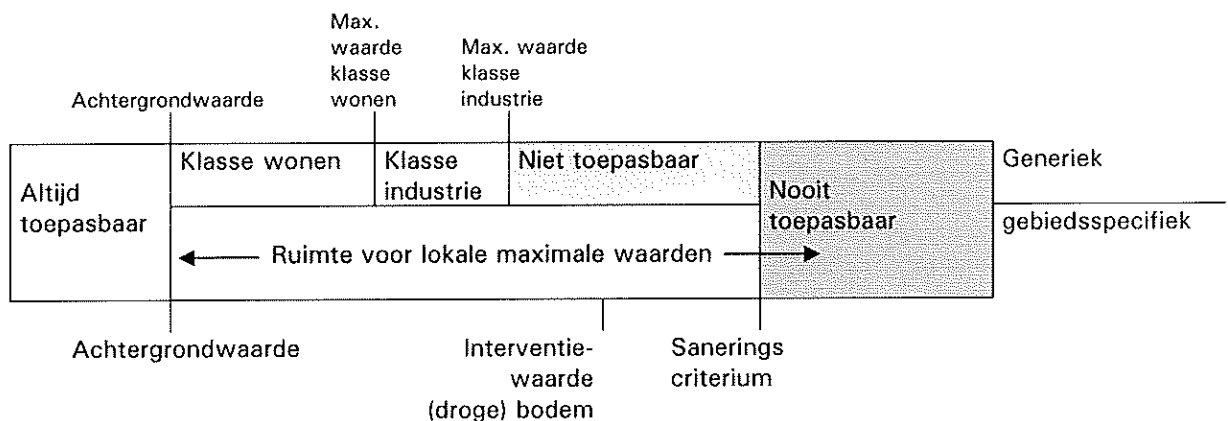 Max.
waarde
klasse
wonen
Max. waarde
klasse
industrie
Achtergrondwaarde
Altijd
toepasbaar
Klasse wonen
Klasse
industrie
Niet toepasbaar
Nooit
toepasbaar
Generiek
gebiedsspecifiek
Ruimte voor lokale maximale waarden
Achtergrondwaarde
Interventie-
waarde
(droge) bodem
Sanerings
criterium